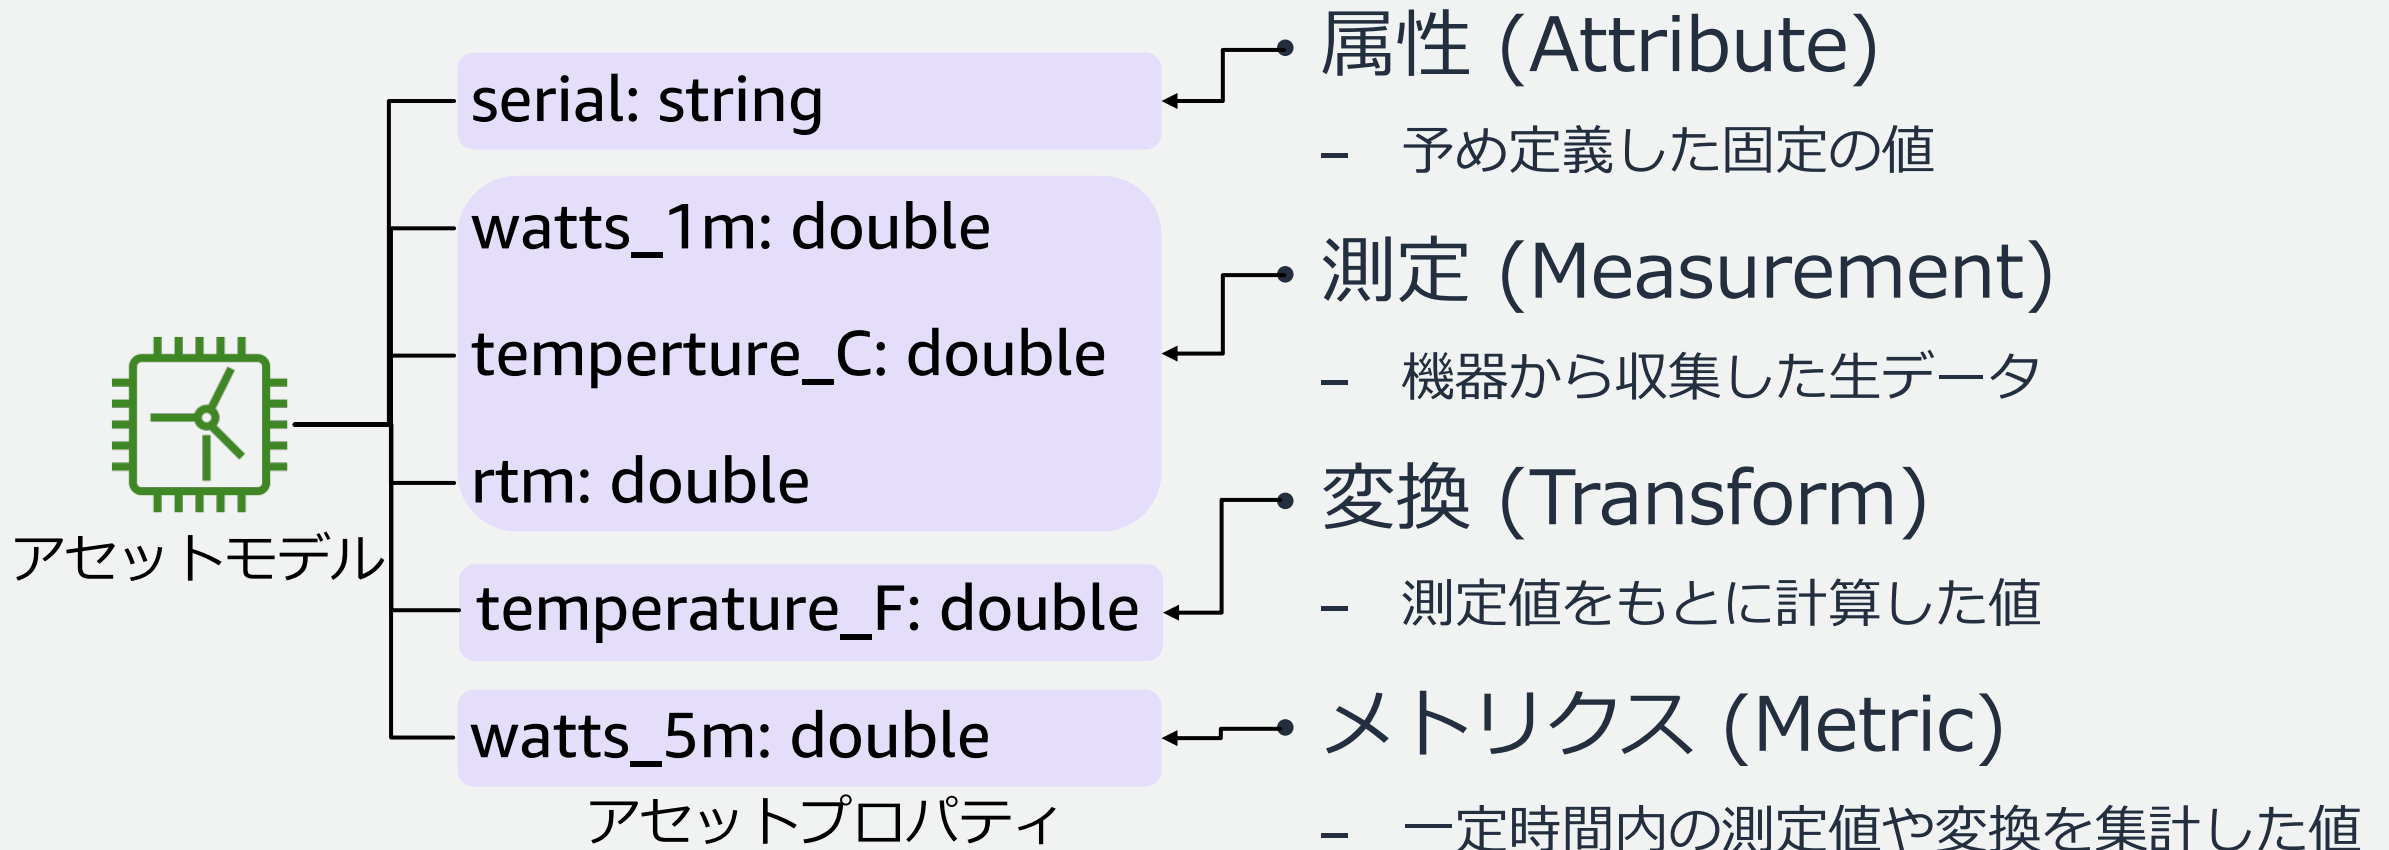 serial: string
watts_1m: double
temperture_C: double
rtm: double
temperature_F: double
watts_5m: double
アセットモデル
アセットプロパティ
• 属性 (Attribute)
– 予め定義した固定の値
• 測定 (Measurement)
– 機器から収集した生データ
• 変換 (Transform)
– 測定値をもとに計算した値
• メトリクス (Metric)
– 一定時間内の測定値や変換を集計した値